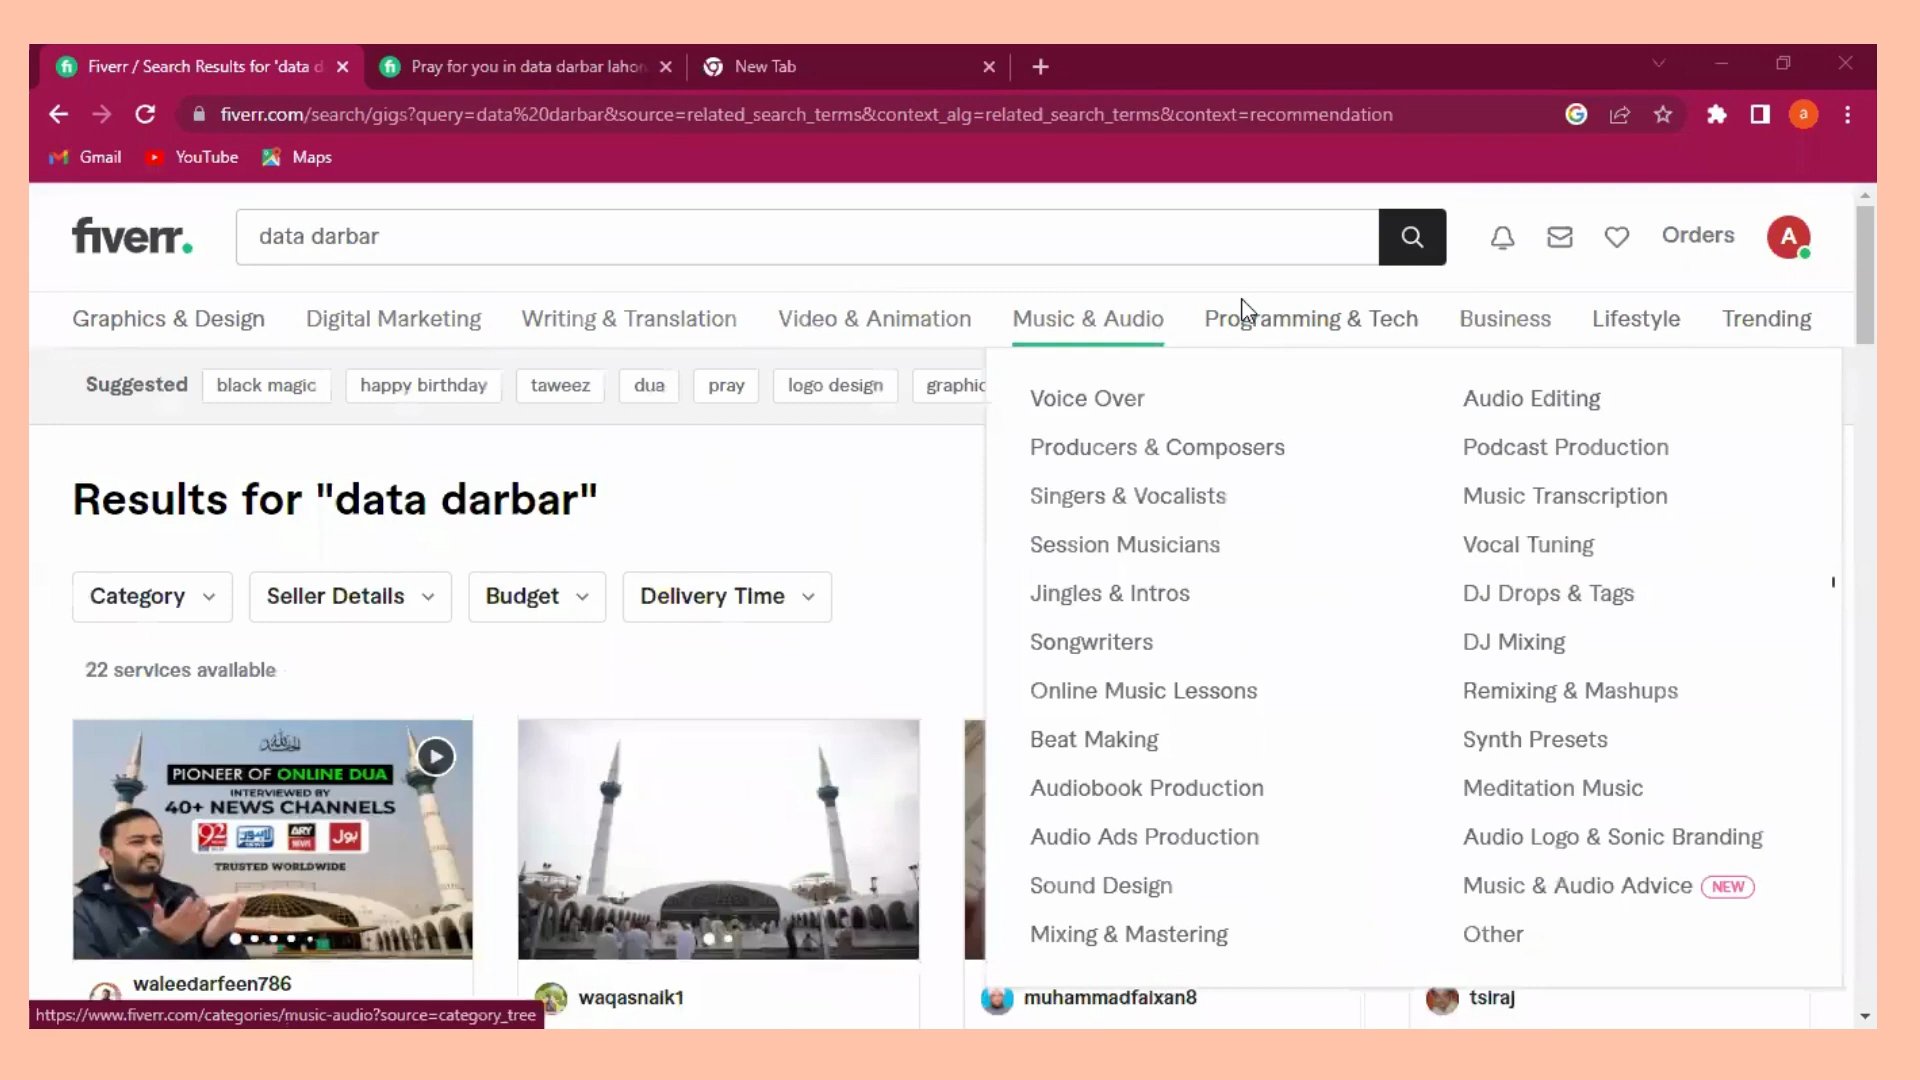 Fiverr / Search Results for 'data d
Pray for you in data darbar lahor
New Tab
fiverr.com/search/gigs?query=data%20darbar&source=related_search_terms&context_alg=related_search_terms&context=recommendation
a
Gmail
YouTube
Maps
fiverr.
data darbar
Orders
A
Graphics & Design
Digital Marketing
Writing & Translation
Video & Animation
Music & Audio
Programming & Tech
Business
Lifestyle
Trending
Suggested
black magic
happy birthday
taweez
dua
pray
logo design
graphic
Voice Over
Producers & Composers
Singers & Vocalists
Session Musicians
Jingles & Intros
Songwriters
Online Music Lessons
Beat Making
Audiobook Production
Audio Ads Production
Sound Design
Mixing & Mastering
Audio Editing
Podcast Production
Music Transcription
Vocal Tuning
DJ Drops & Tags
DJ Mixing
Remixing & Mashups
Synth Presets
Meditation Music
Audio Logo & Sonic Branding
Music & Audio Advice NEW
Other
Results for "data darbar"
Category
Seller Details
Budget
Delivery Time
22 services available
PIONEER OF ONLINE DUA
INTERVIEWED BY
40+ NEWS CHANNELS
92
ARY
بول
TRUSTED WORLDWIDE
waleedarfeen786
waqasnaik1
muhammadfaixan8
tsiraj
https://www.fiverr.com/categories/music-audio?source=category_tree